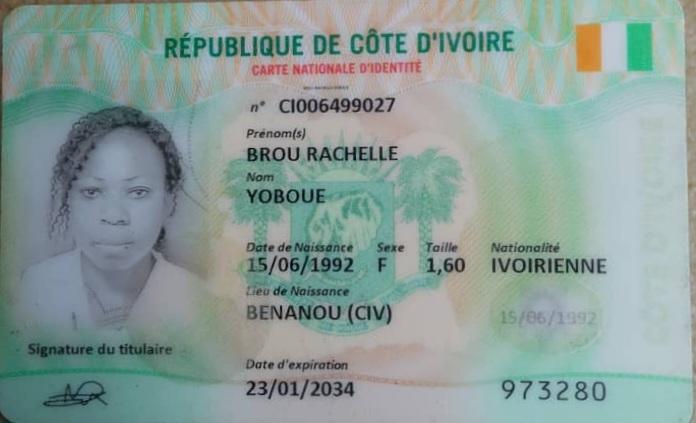 RÉPUBLIQUE DE CÔTE D'IVOIRE
CARTE NATIONALE D'IDENTITÉ
n° CI006499027
Prénom(s)
BROU RACHELLE
Nom
YOBOUE
Date de Naissance Sexe Taille Nationalité
15/06/1992 F 1,60 IVOIRIENNE
Lieu de Naissance
BENANOU (CIV)
15/06/1992
Signature du titulaire
Date d'expiration
23/01/2034
973280